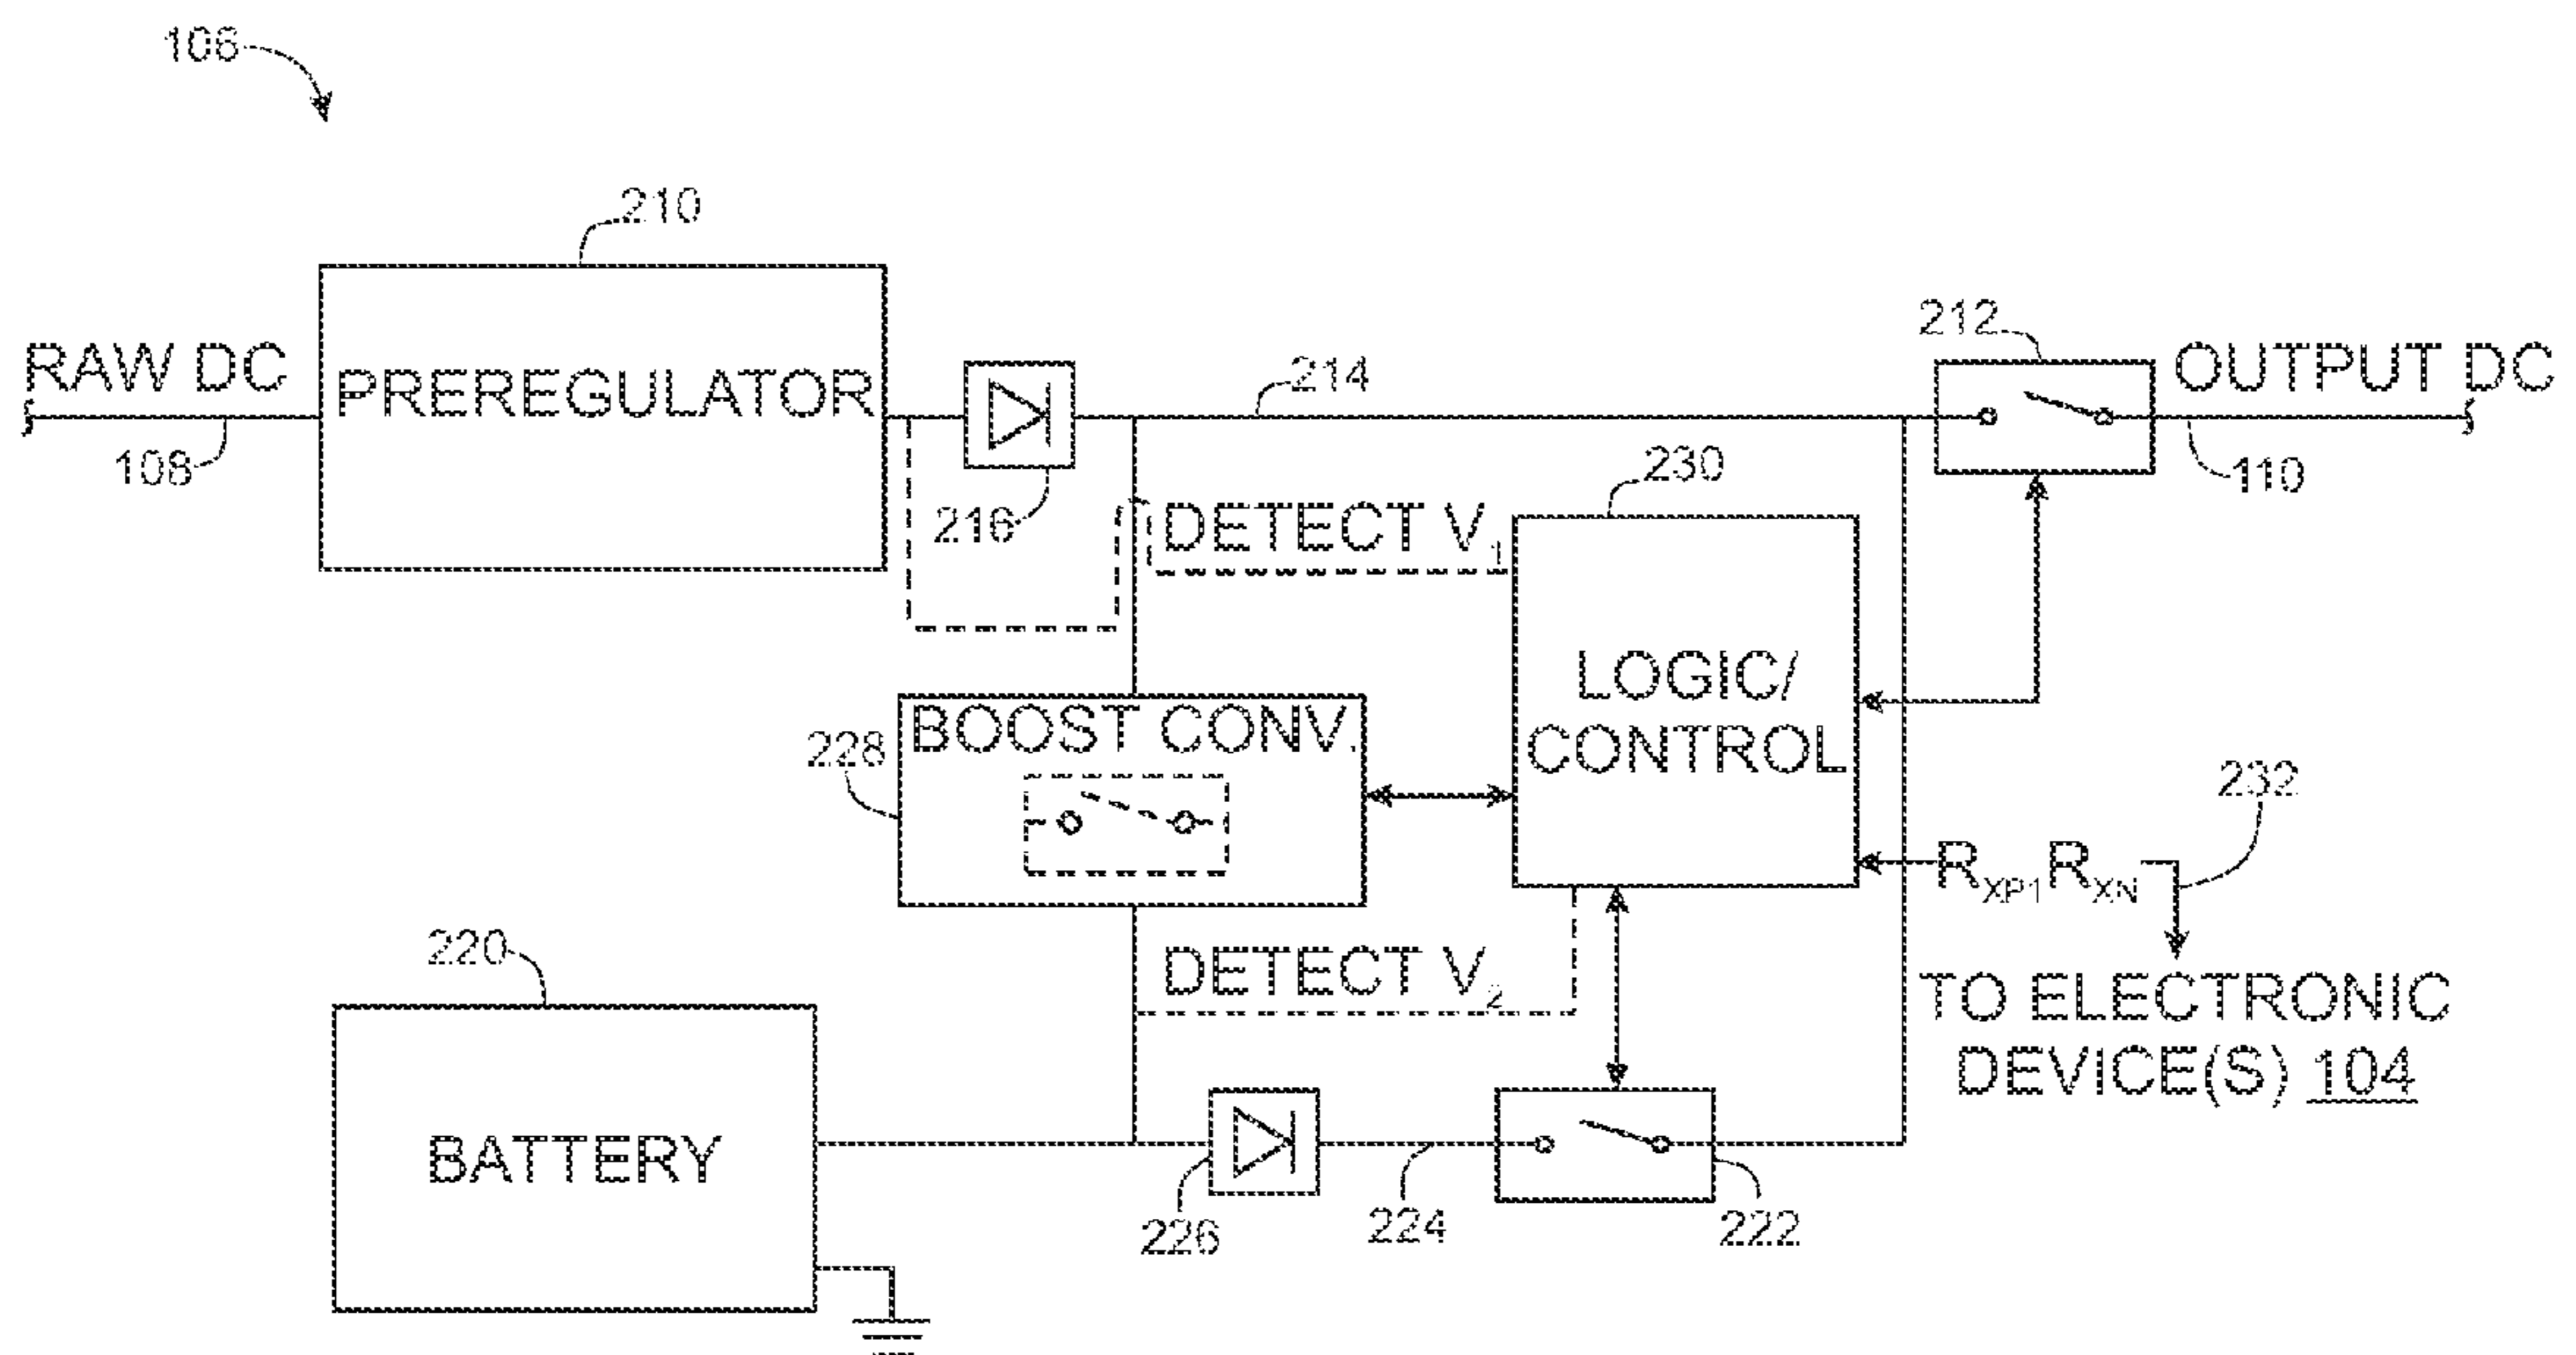 106
210
RAW DC
PREREGULATOR
212
OUTPUT DC
214
108
216
230
110
DETECT V1
LOGIC/
CONTROL
BOOST CONV.
228
232
RXP1 RXN
220
DETECT V2
TO ELECTRONIC
DEVICE(S) 104
BATTERY
226
224
222